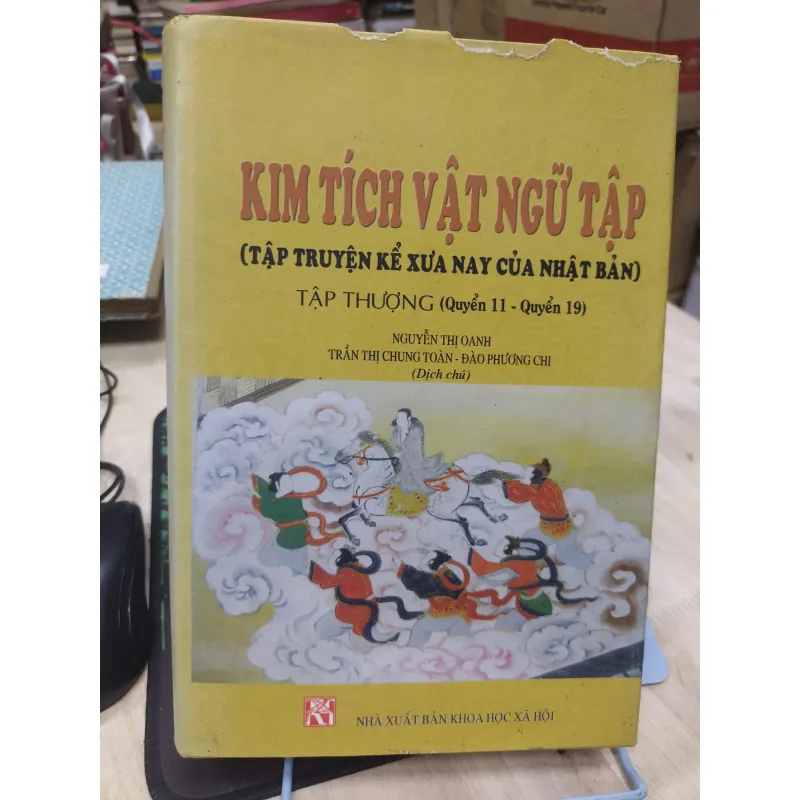 KIM TÍCH VẬT NGỮ TẬP
(TẬP TRUYỆN KỂ XƯA NAY CỦA NHẬT BẢN)
TẬP THƯỢNG (Quyển 11 - Quyển 19)
NGUYỄN THỊ OANH
TRẦN THỊ CHUNG TOÀN - ĐÀO PHƯƠNG CHI
(Dịch chú)
NHÀ XUẤT BẢN KHOA HỌC XÃ HỘI